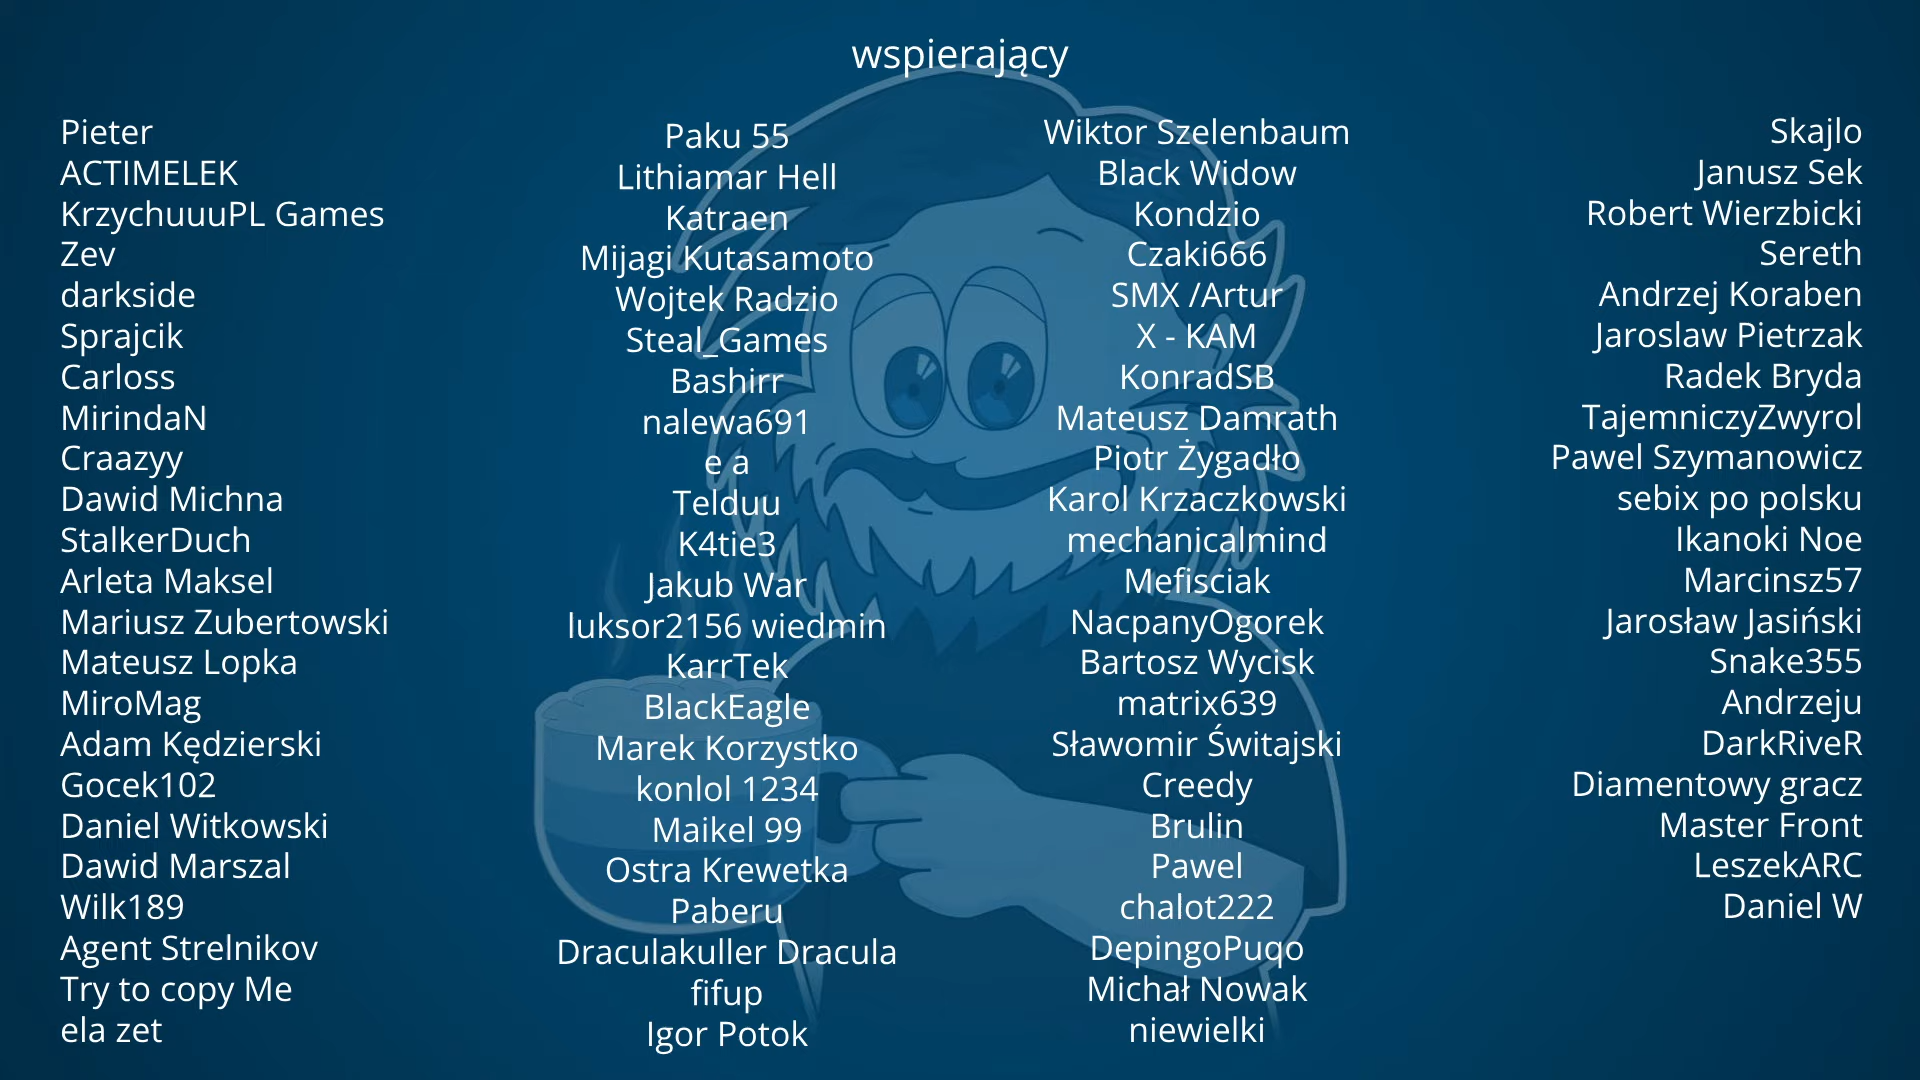 wspierający
Pieter
ACTIMELEK
KrzychuuuPL Games
Zev
darkside
Sprajcik
Carloss
MirindaN
Craazyy
Dawid Michna
StalkerDuch
Arleta Maksel
Mariusz Zubertowski
Mateusz Lopka
MiroMag
Adam Kędzierski
Gocek102
Daniel Witkowski
Dawid Marszal
Wilk189
Agent Strelnikov
Try to copy Me
ela zet
Paku 55
Lithiamar Hell
Katraen
Mijagi Kutasamoto
Wojtek Radzio
Steal_Games
Bashirr
nalewa691
e a
Telduu
K4tie3
Jakub War
luksor2156 wiedmin
KarrTek
BlackEagle
Marek Korzystko
konlol 1234
Maikel 99
Ostra Krewetka
Paberu
Draculakuller Dracula
fifup
Igor Potok
Wiktor Szelenbaum
Black Widow
Kondzio
Czaki666
SMX /Artur
X - KAM
KonradSB
Mateusz Damrath
Piotr Żygadło
Karol Krzaczkowski
mechanicalmind
Mefisciak
NacpanyOgorek
Bartosz Wycisk
matrix639
Sławomir Świtajski
Creedy
Brulin
Pawel
chalot222
DepingoPuqo
Michał Nowak
niewielki
Skajlo
Janusz Sek
Robert Wierzbicki
Sereth
Andrzej Koraben
Jaroslaw Pietrzak
Radek Bryda
TajemniczyZwyrol
Pawel Szymanowicz
sebix po polsku
Ikanoki Noe
Marcinsz57
Jarosław Jasiński
Snake355
Andrzeju
DarkRiveR
Diamentowy gracz
Master Front
LeszekARC
Daniel W